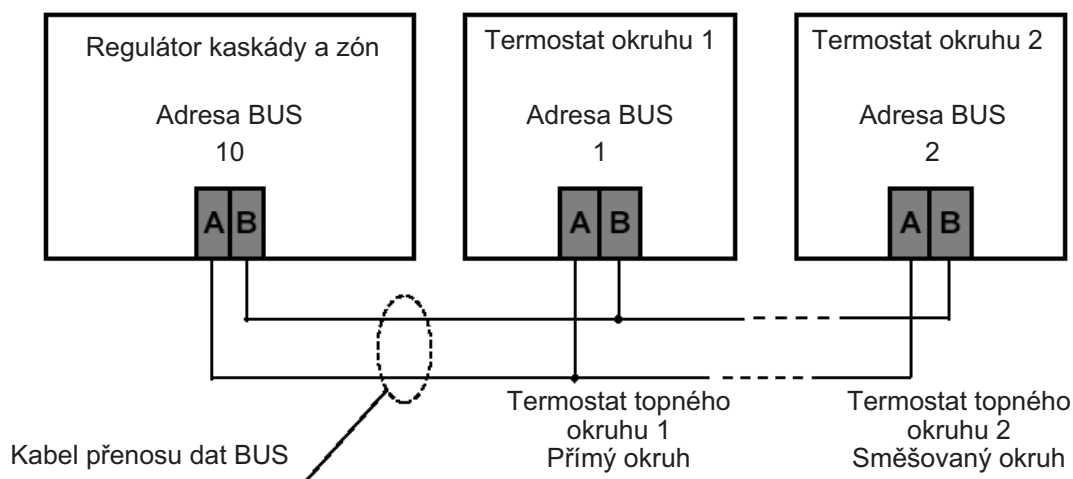 Regulátor kaskády a zón
Adresa BUS
10
A B
Termostat okruhu 1
Adresa BUS
1
A B
Termostat okruhu 2
Adresa BUS
2
A B
Termostat topného
okruhu 1
Přímý okruh
Termostat topného
okruhu 2
Směšovaný okruh
Kabel přenosu dat BUS